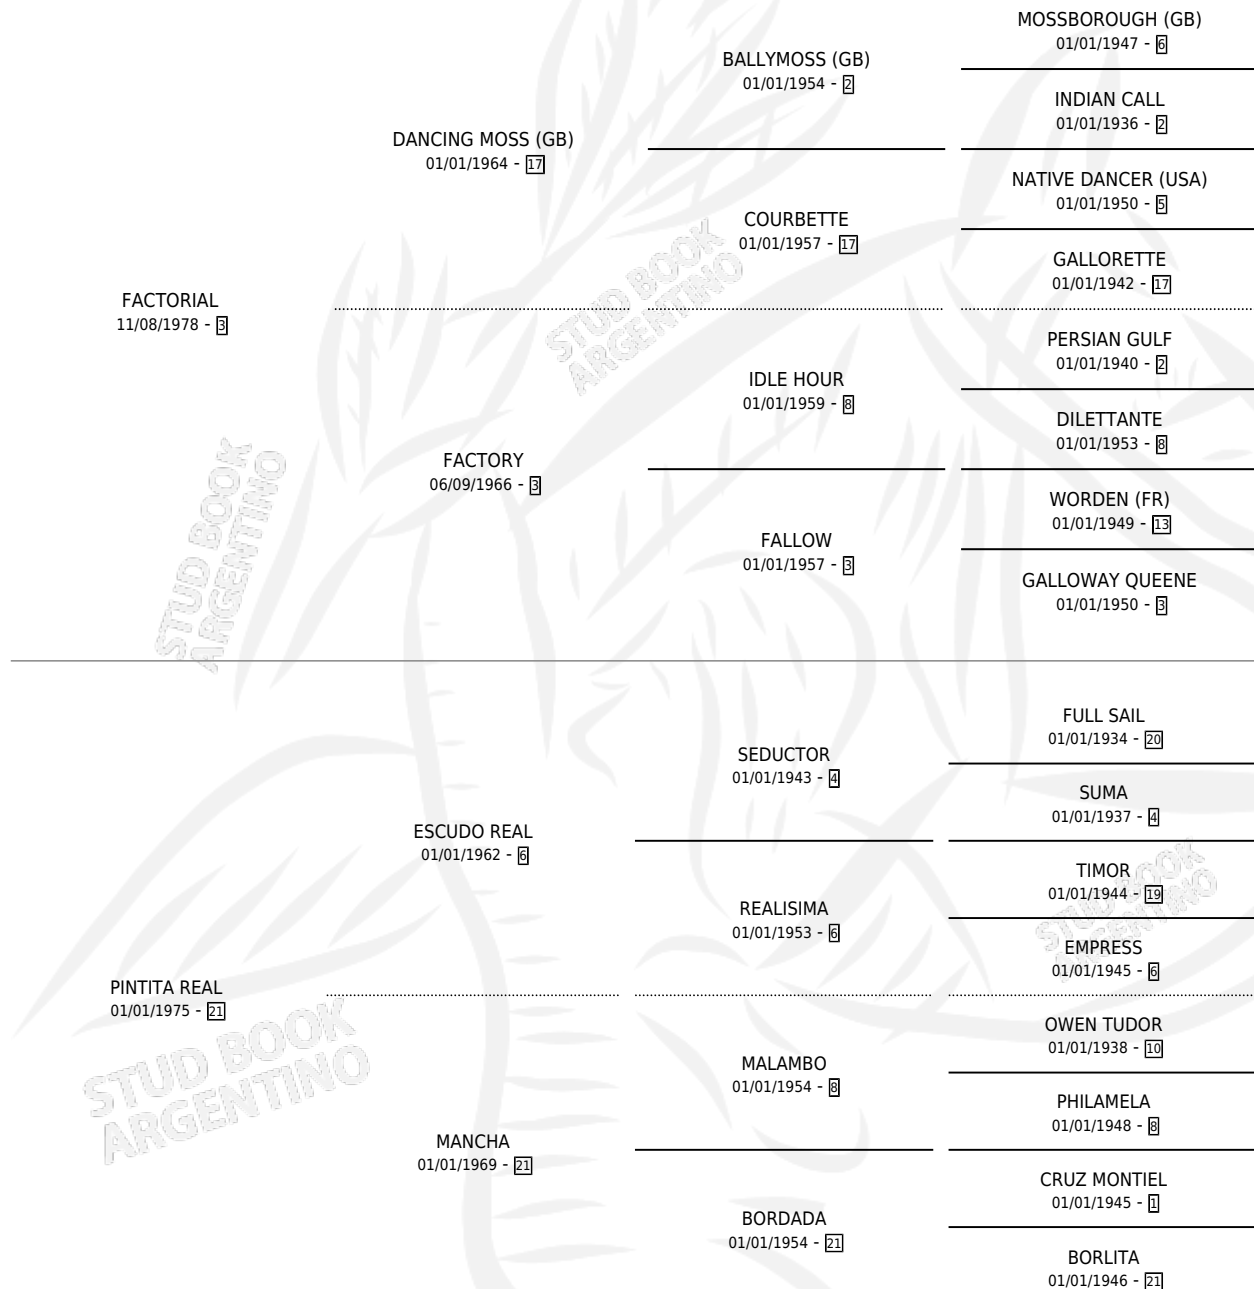 MOSSBOROUGH (GB)
01/01/1947 - 6
BALLYMOSS (GB)
01/01/1954 - 2
INDIAN CALL
01/01/1936 - 2
DANCING MOSS (GB)
01/01/1964 - 17
NATIVE DANCER (USA)
01/01/1950 - 5
COURBETTE
01/01/1957 - 17
GALLORETTE
01/01/1942 - 17
FACTORIAL
11/08/1978 - 3
PERSIAN GULF
01/01/1940 - 2
IDLE HOUR
01/01/1959 - 8
DILETTANTE
01/01/1953 - 8
FACTORY
06/09/1966 - 3
WORDEN (FR)
01/01/1949 - 13
FALLOW
01/01/1957 - 3
GALLOWAY QUEENE
01/01/1950 - 3
FULL SAIL
01/01/1934 - 20
SEDUCTOR
01/01/1943 - 4
SUMA
01/01/1937 - 4
ESCUDO REAL
01/01/1962 - 6
TIMOR
01/01/1944 - 19
REALISIMA
01/01/1953 - 6
EMPRESS
01/01/1945 - 6
PINTITA REAL
01/01/1975 - 21
OWEN TUDOR
01/01/1938 - 10
MALAMBO
01/01/1954 - 8
PHILAMELA
01/01/1948 - 8
MANCHA
01/01/1969 - 21
CRUZ MONTIEL
01/01/1945 - 1
BORDADA
01/01/1954 - 21
BORLITA
01/01/1946 - 21
STUD BOOK
ARGENTINO
STUD BOOK
ARGENTINO
STUD BOOK
ARGENTINO
STUD BOOK
ARGENTINO